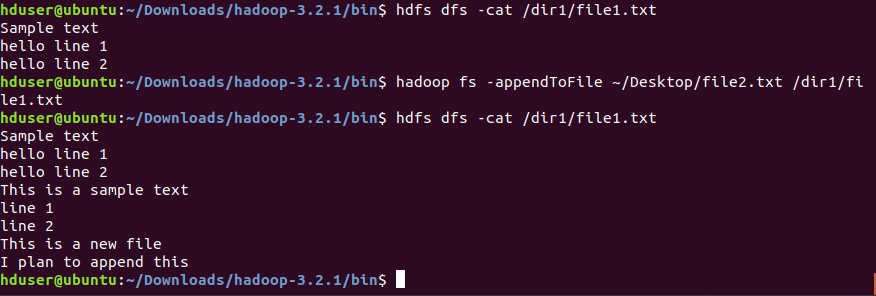 hduser@ubuntu:~/Downloads/hadoop-3.2.1/bin$ hdfs dfs -cat /dir1/file1.txt
Sample text
hello line 1
hello line 2
hduser@ubuntu:~/Downloads/hadoop-3.2.1/bin$ hadoop fs -appendToFile ~/Desktop/file2.txt /dir1/fi
le1.txt
hduser@ubuntu:~/Downloads/hadoop-3.2.1/bin$ hdfs dfs -cat /dir1/file1.txt
Sample text
hello line 1
hello line 2
This is a sample text
line 1
line 2
This is a new file
I plan to append this
hduser@ubuntu:~/Downloads/hadoop-3.2.1/bin$